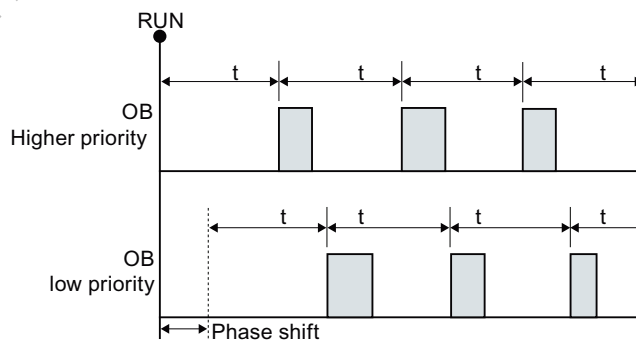 RUN
t t t t
OB
Higher priority
t t t t
OB
low priority
Phase shift